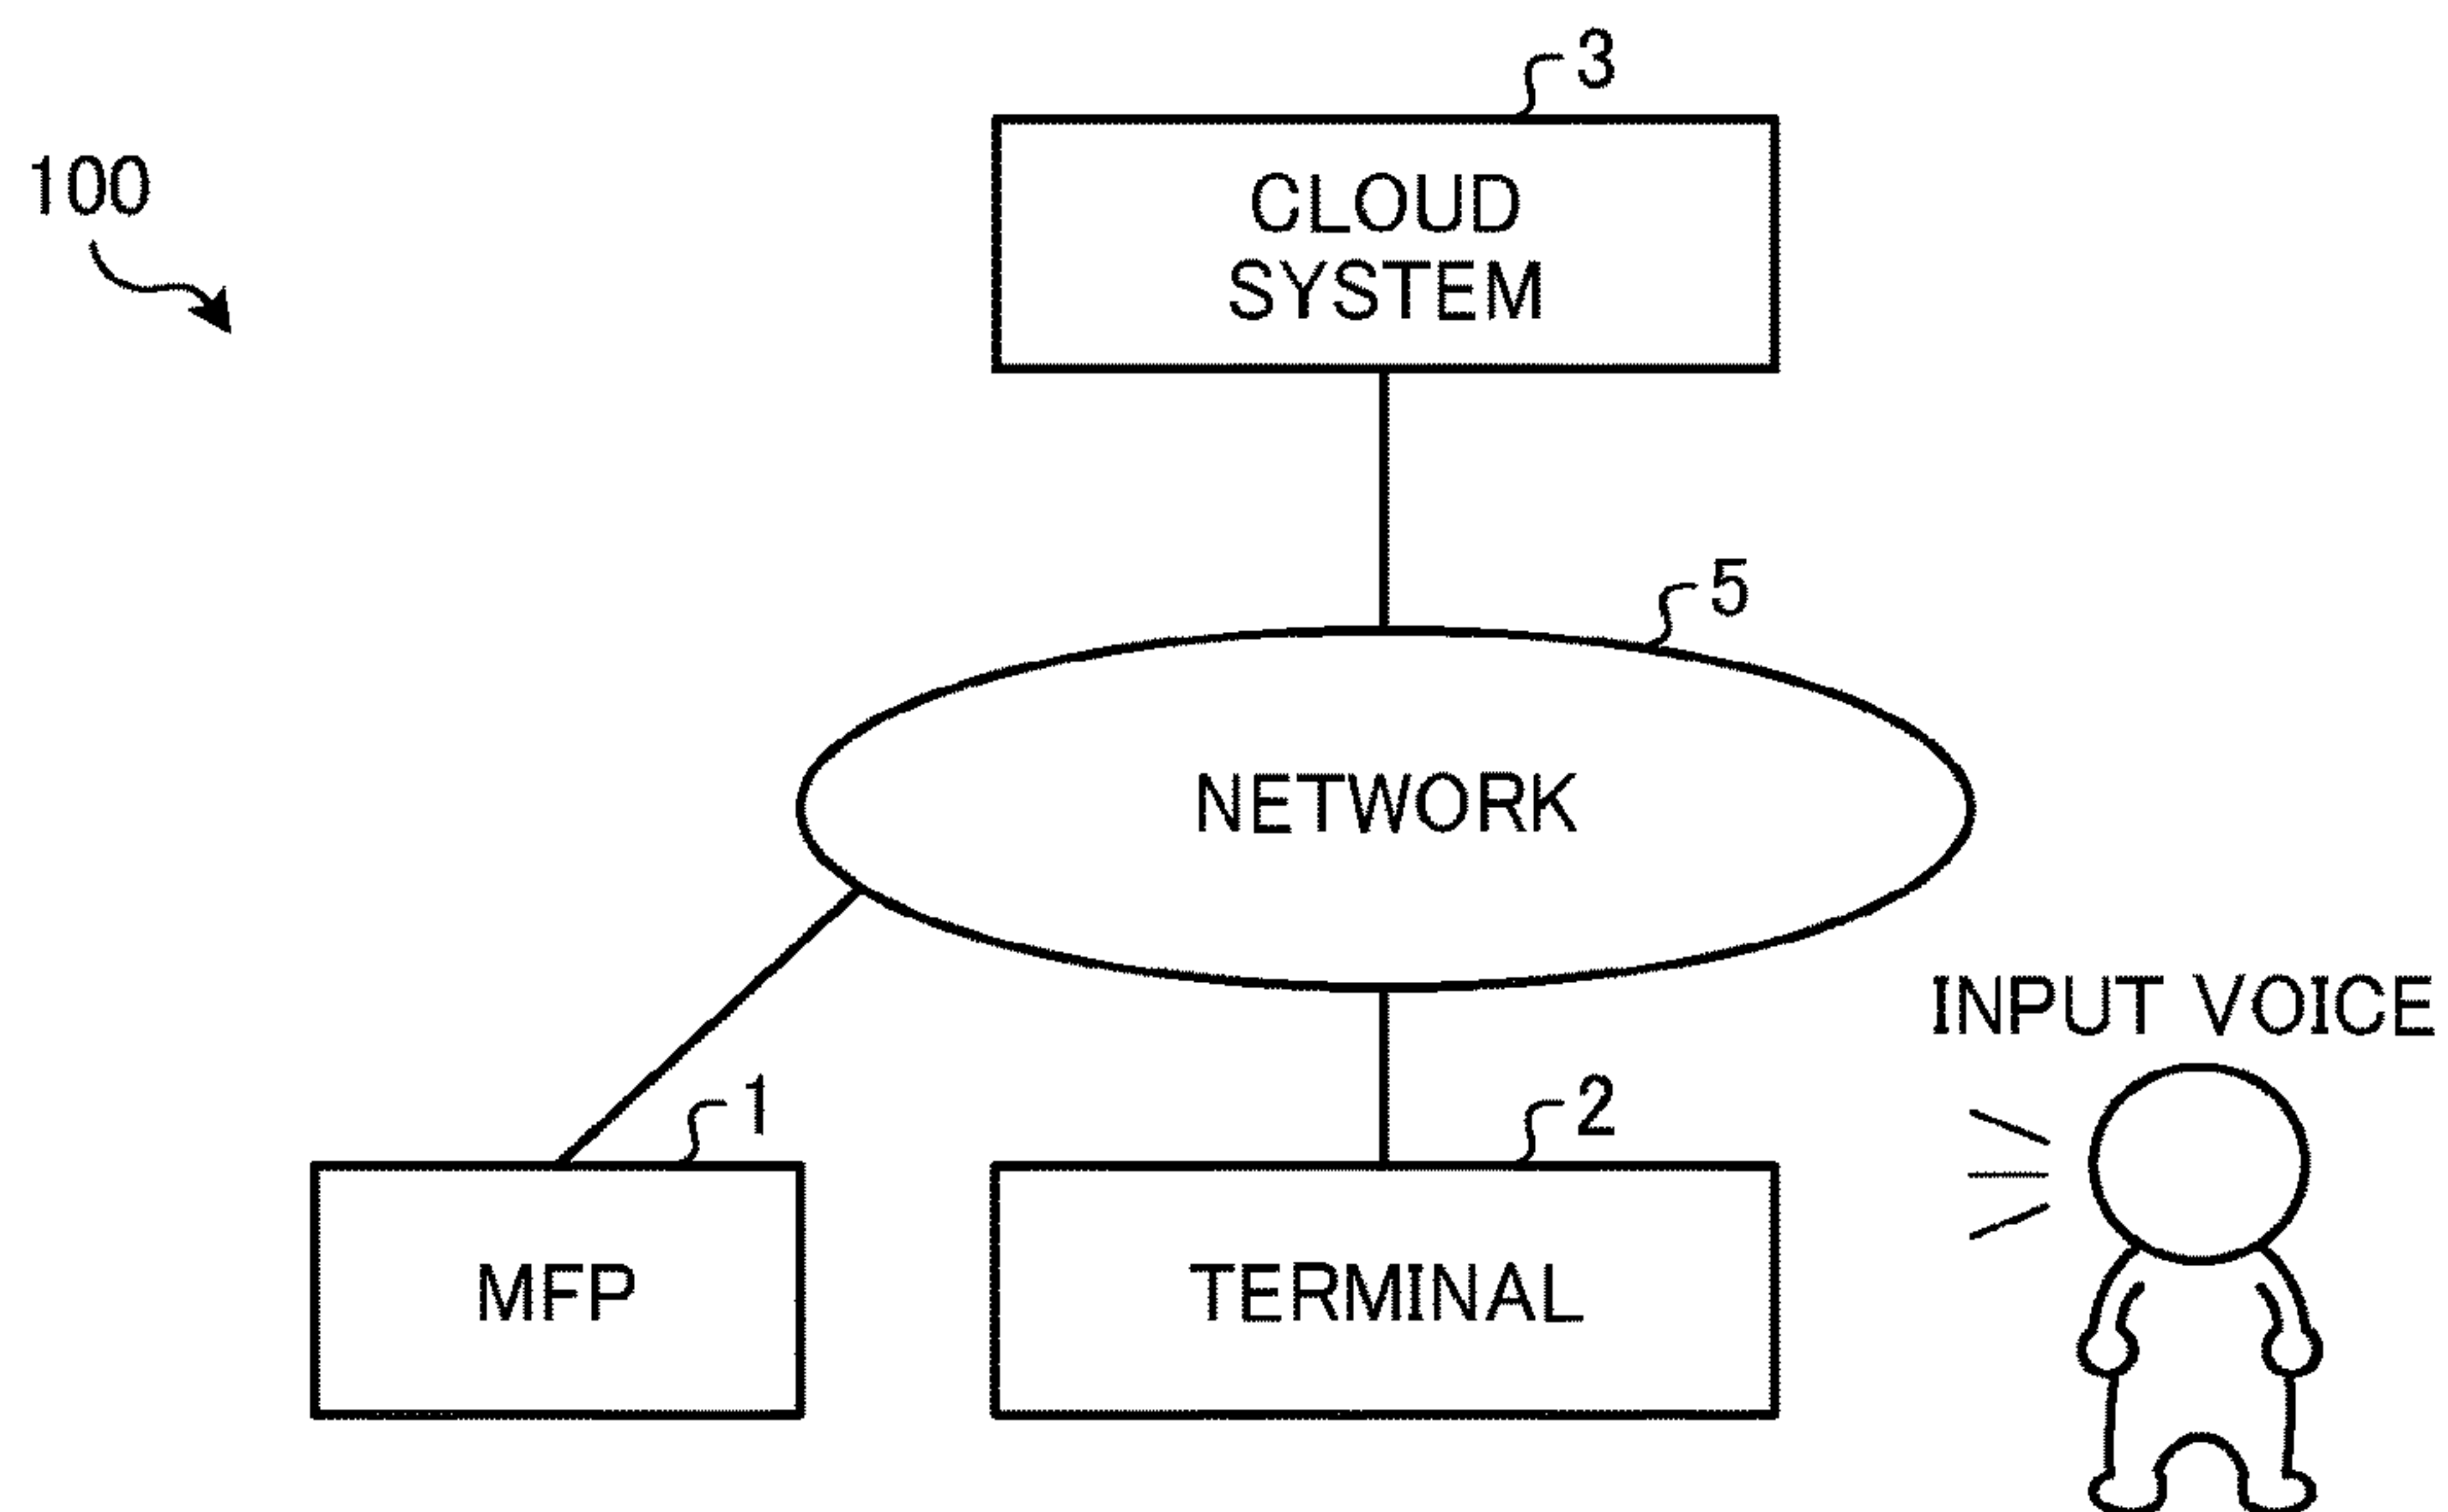 3
100
CLOUD
SYSTEM
5
NETWORK
INPUT VOICE
1
2
MFP
TERMINAL